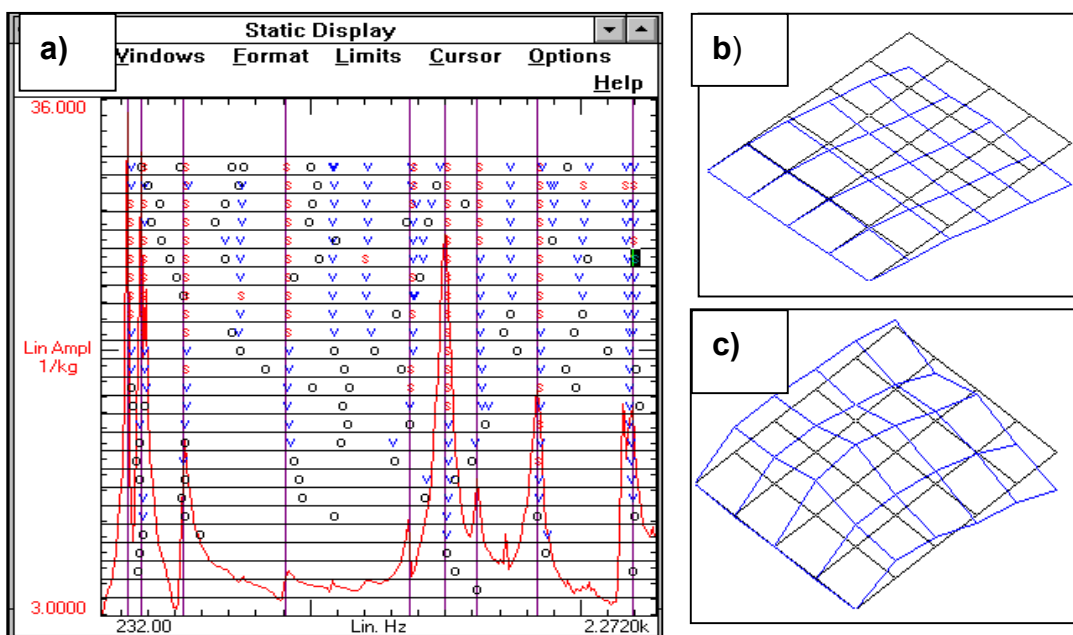 a)
Static Display
Vindows Format Limits Cursor Options
Help
36.000
Lin Ampl
1/kg
3.0000
232.00 Lin. Hz 2.2720k
b)
c)